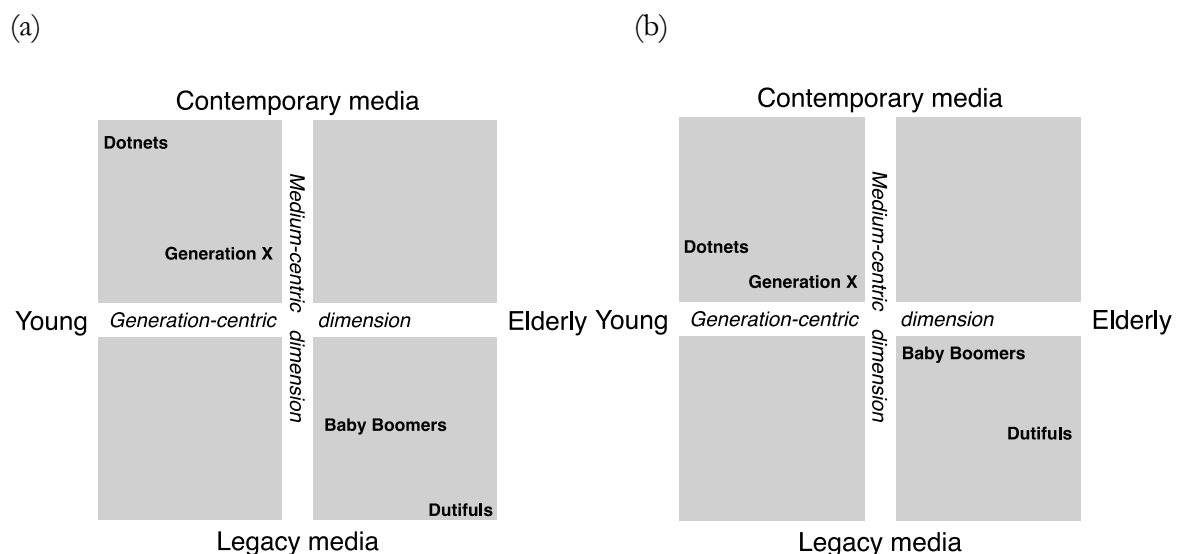 (a)
Contemporary media
Dotnets
Generation X
Medium-centric dimension
Young
Generation-centric dimension
Elderly
Baby Boomers
Dutifuls
Legacy media
(b)
Contemporary media
Dotnets
Generation X
Medium-centric dimension
Young
Generation-centric dimension
Elderly
Baby Boomers
Dutifuls
Legacy media